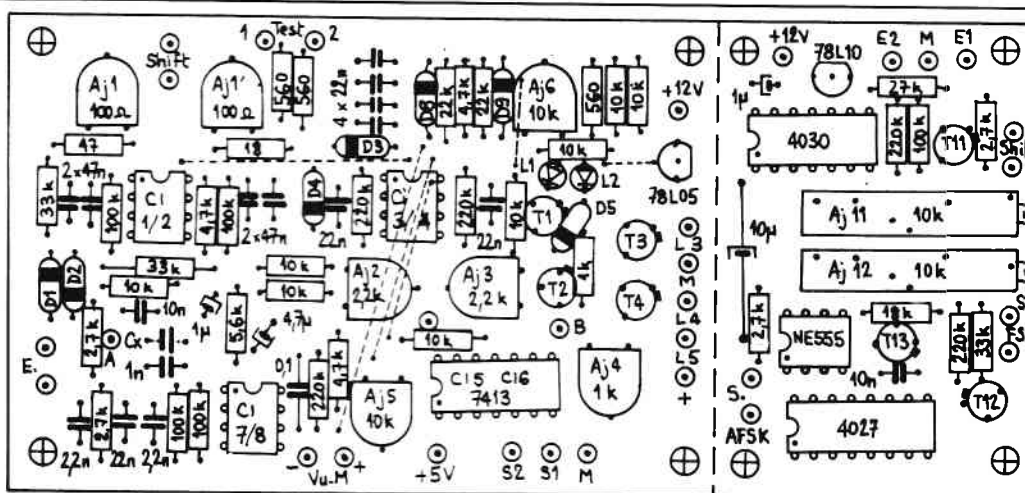 1 Test 2
Shift
Aj1
100Ω
Aj1'
100Ω
560
560
4 x 22n
D8
22k
4,7k
22k
D9
Aj6
10k
560
10k
10k
+12V
47
18
D3
10k
L1
L2
78L05
33k
2x47n
100k
C1
1/2
4,7k
100k
2x47n
D4
22n
220k
220k
22n
10k
T1
D5
T3
L3
D1
D2
33k
10k
10n
10k
10k
Aj2
2,2k
Aj3
2,2k
T2
1k
T4
M
L4
B
E.
2,7k
A
Cx
1n
1µ
5,6k
4,7µ
10k
L5
+
2,2n
2,7k
22n
2,2n
100k
100k
C1
7/8
0,1
220k
4,7k
Aj5
10k
C15 C16
7413
Aj4
1k
- Vu-M +
+5V
S2
S1
M
+12V
78L10
E2
M
E1
1µ
27k
4030
220k
100k
T11
2,7k
10µ
Aj 11 10k
Aj 12 10k
2,7k
NE555
18k
T13
10n
220k
33k
S.
AFSK
4027
T12